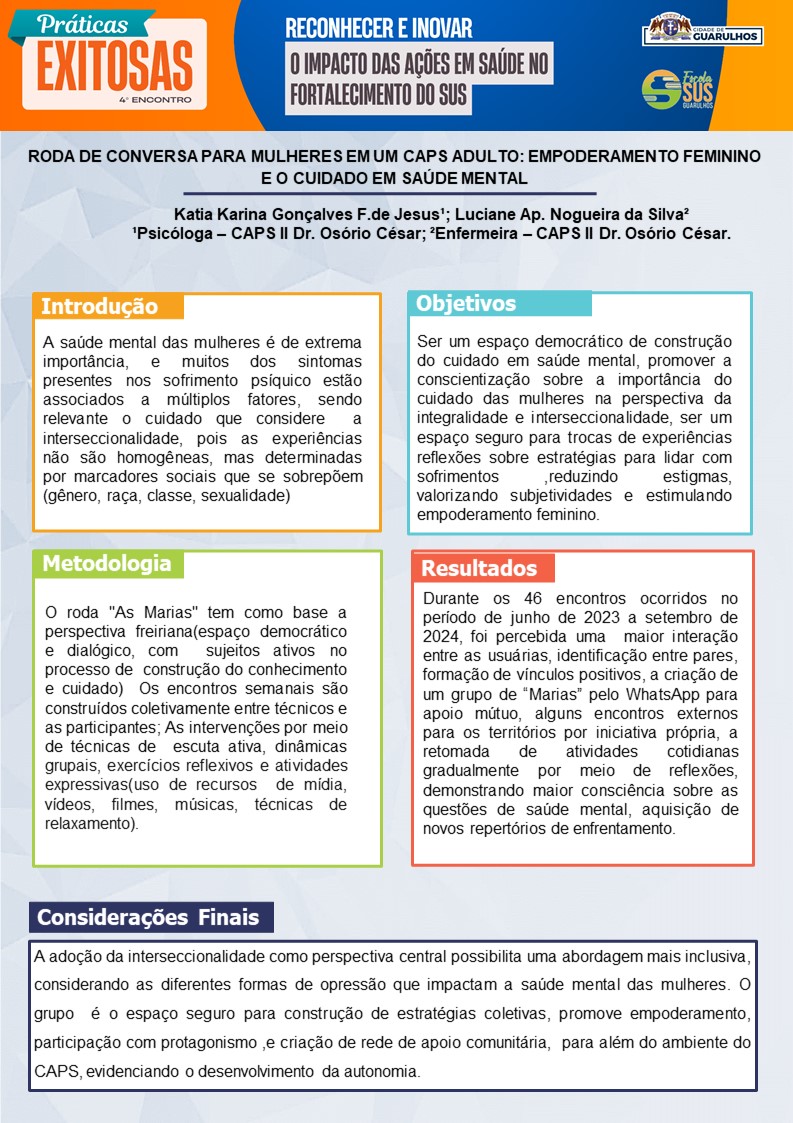 Práticas
EXITOSAS
4º ENCONTRO
RECONHECER E INOVAR
O IMPACTO DAS AÇÕES EM SAÚDE NO
FORTALECIMENTO DO SUS
CIDADE DE
GUARULHOS
Escola
SUS
GUARULHOS
RODA DE CONVERSA PARA MULHERES EM UM CAPS ADULTO: EMPODERAMENTO FEMININO
E O CUIDADO EM SAÚDE MENTAL
Katia Karina Gonçalves F.de Jesus¹; Luciane Ap. Nogueira da Silva²
¹Psicóloga – CAPS II Dr. Osório César; ²Enfermeira – CAPS II Dr. Osório César.
Introdução
A saúde mental das mulheres é de extrema
importância, e muitos dos sintomas
presentes nos sofrimento psíquico estão
associados a múltiplos fatores, sendo
relevante o cuidado que considere a
interseccionalidade, pois as experiências
não são homogêneas, mas determinadas
por marcadores sociais que se sobrepõem
(gênero, raça, classe, sexualidade)
Objetivos
Ser um espaço democrático de construção
do cuidado em saúde mental, promover a
conscientização sobre a importância do
cuidado das mulheres na perspectiva da
integralidade e interseccionalidade, ser um
espaço seguro para trocas de experiências
reflexões sobre estratégias para lidar com
sofrimentos ,reduzindo estigmas,
valorizando subjetividades e estimulando
empoderamento feminino.
Metodologia
O roda "As Marias" tem como base a
perspectiva freiriana(espaço democrático
e dialógico, com sujeitos ativos no
processo de construção do conhecimento
e cuidado) Os encontros semanais são
construídos coletivamente entre técnicos e
as participantes; As intervenções por meio
de técnicas de escuta ativa, dinâmicas
grupais, exercícios reflexivos e atividades
expressivas(uso de recursos de mídia,
vídeos, filmes, músicas, técnicas de
relaxamento).
Resultados
Durante os 46 encontros ocorridos no
período de junho de 2023 a setembro de
2024, foi percebida uma maior interação
entre as usuárias, identificação entre pares,
formação de vínculos positivos, a criação de
um grupo de “Marias” pelo WhatsApp para
apoio mútuo, alguns encontros externos
para os territórios por iniciativa própria, a
retomada de atividades cotidianas
gradualmente por meio de reflexões,
demonstrando maior consciência sobre as
questões de saúde mental, aquisição de
novos repertórios de enfrentamento.
Considerações Finais
A adoção da interseccionalidade como perspectiva central possibilita uma abordagem mais inclusiva,
considerando as diferentes formas de opressão que impactam a saúde mental das mulheres. O
grupo é o espaço seguro para construção de estratégias coletivas, promove empoderamento,
participação com protagonismo ,e criação de rede de apoio comunitária, para além do ambiente do
CAPS, evidenciando o desenvolvimento da autonomia.